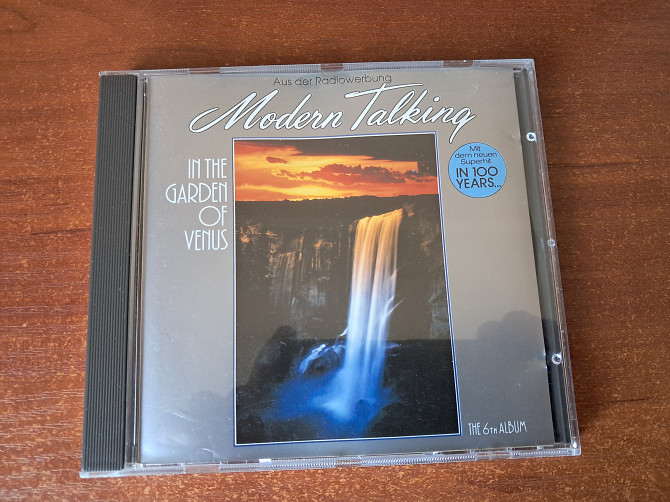 Aus der Radiowerbung
Modern Talking
IN THE
GARDEN
OF
VENUS
Mit
dem neuen
Superhit
IN 100
YEARS...
THE 6TH ALBUM